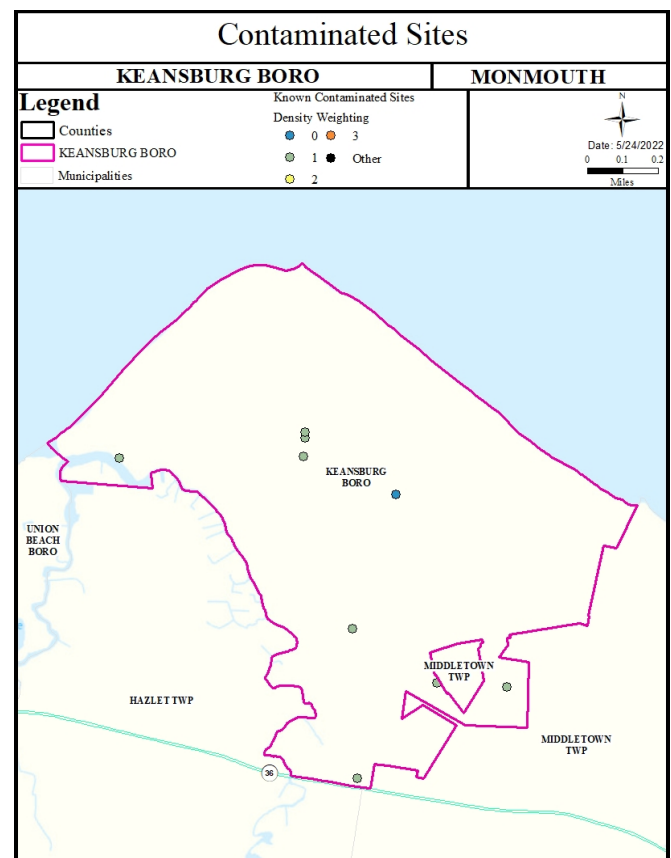 Contaminated Sites
KEANSBURG BORO
MONMOUTH
Legend
Counties
KEANSBURG BORO
Municipalities
Known Contaminated Sites
Density Weighting
0
3
1
Other
2
N
Date: 5/24/2022
0 0.1 0.2
Miles
KEANSBURG
BORO
UNION
BEACH
BORO
MIDDLETOWN
TWP
HAZLET TWP
MIDDLETOWN
TWP
36